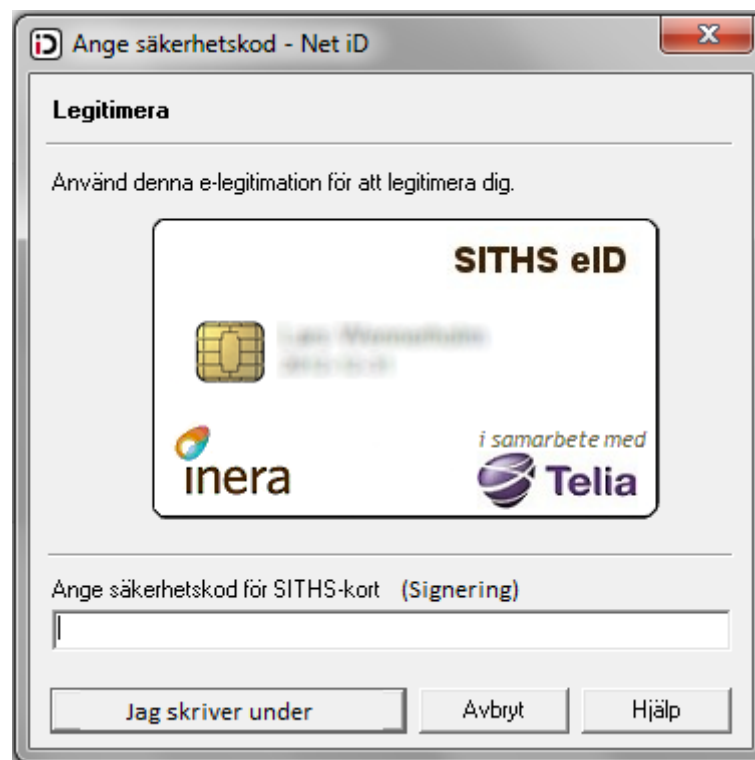 Ange säkerhetskod - Net iD
Legitimera
Använd denna e-legitimation för att legitimera dig.
SITHS eID
inera
i samarbete med
Telia
Ange säkerhetskod för SITHS-kort (Signering)
Jag skriver under
Avbryt
Hjälp